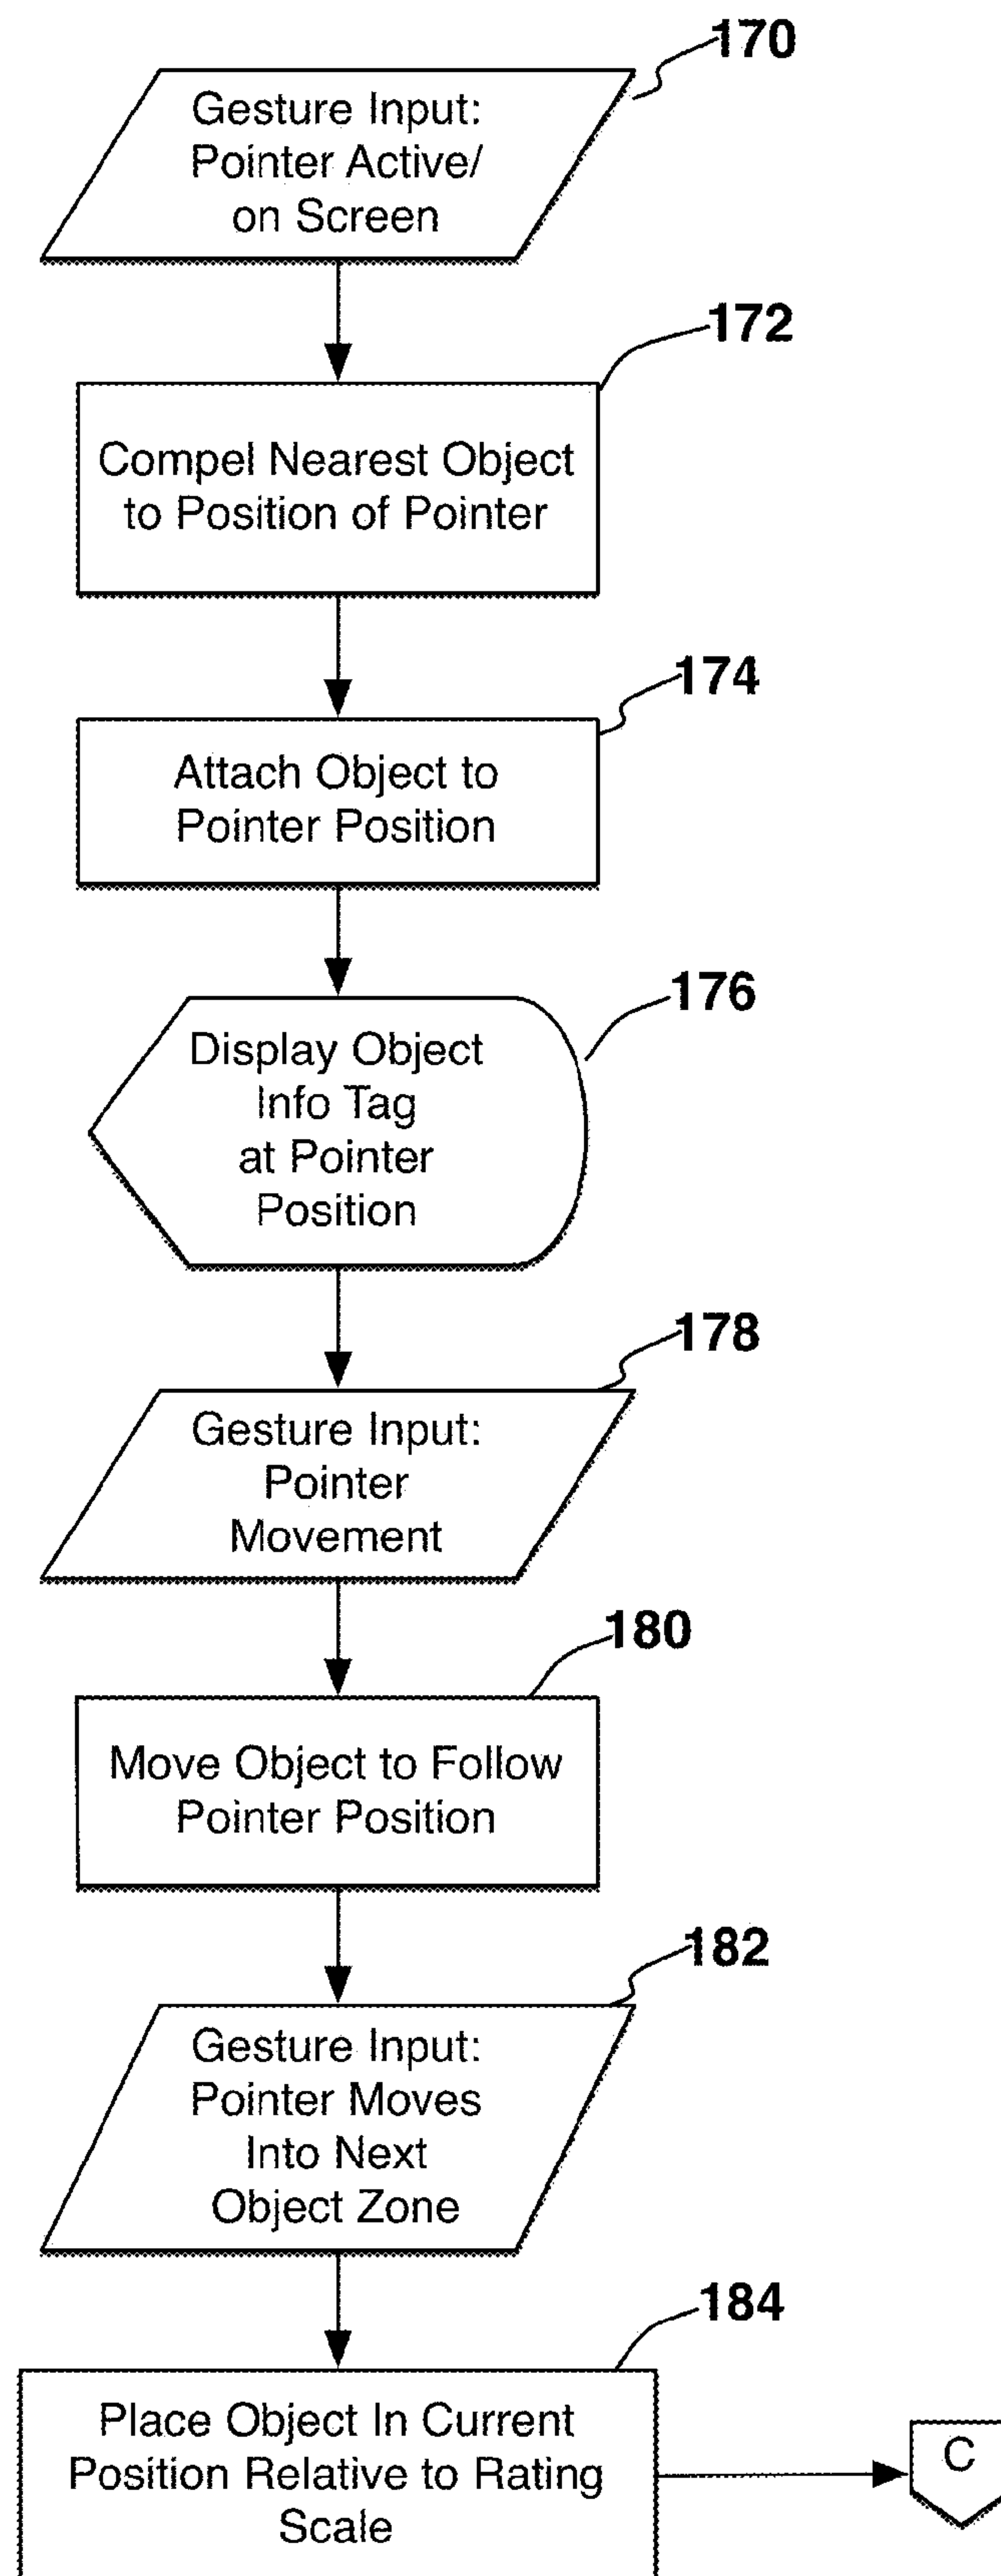 170
Gesture Input:
Pointer Active/
on Screen
172
Compel Nearest Object
to Position of Pointer
174
Attach Object to
Pointer Position
176
Display Object
Info Tag
at Pointer
Position
178
Gesture Input:
Pointer
Movement
180
Move Object to Follow
Pointer Position
182
Gesture Input:
Pointer Moves
Into Next
Object Zone
184
Place Object In Current
Position Relative to Rating
Scale
C